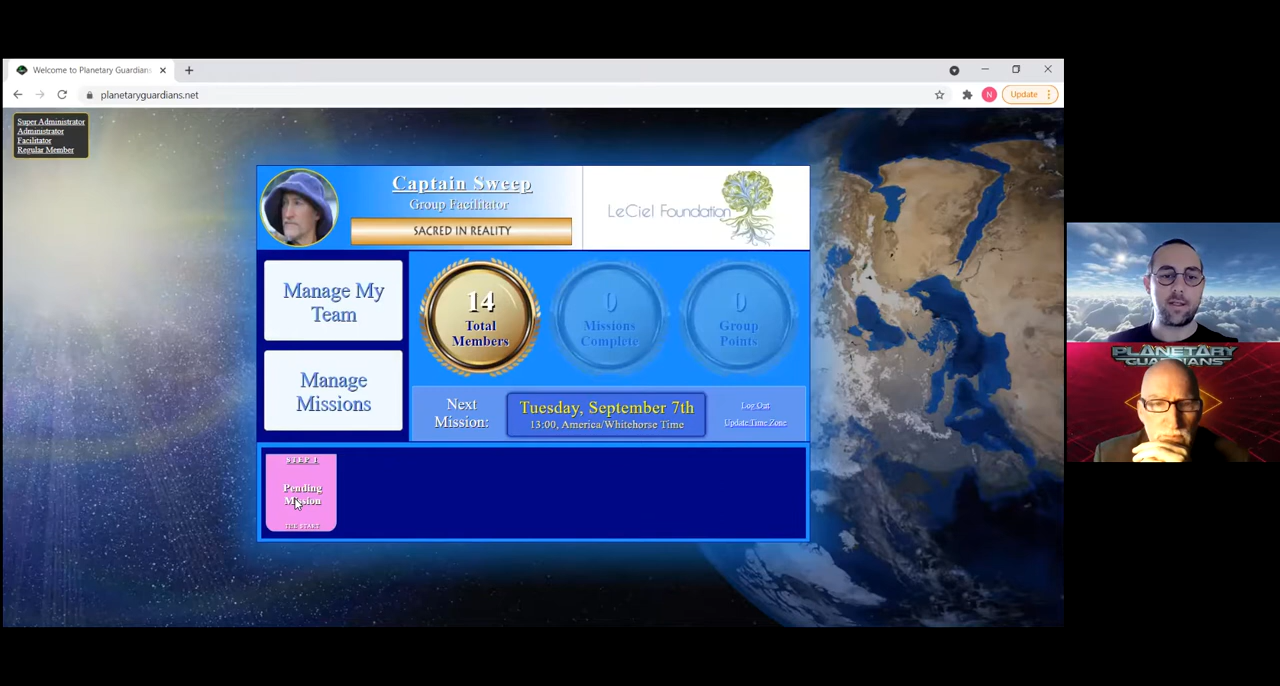 Welcome to Planetary Guardians
planetaryguardians.net
N
Update
Super Administrator
Administrator
Facilitator
Regular Member
Captain Sweep
Group Facilitator
SACRED IN REALITY
LeCiel Foundation
Manage My
Team
Manage
Missions
14
Total
Members
0
Missions
Complete
0
Group
Points
Next
Mission:
Tuesday, September 7th
13:00, America/Whitehorse Time
Log Out
Update Time Zone
STEP 1
Pending
Mission
THE START
PLANETARY
GUARDIANS